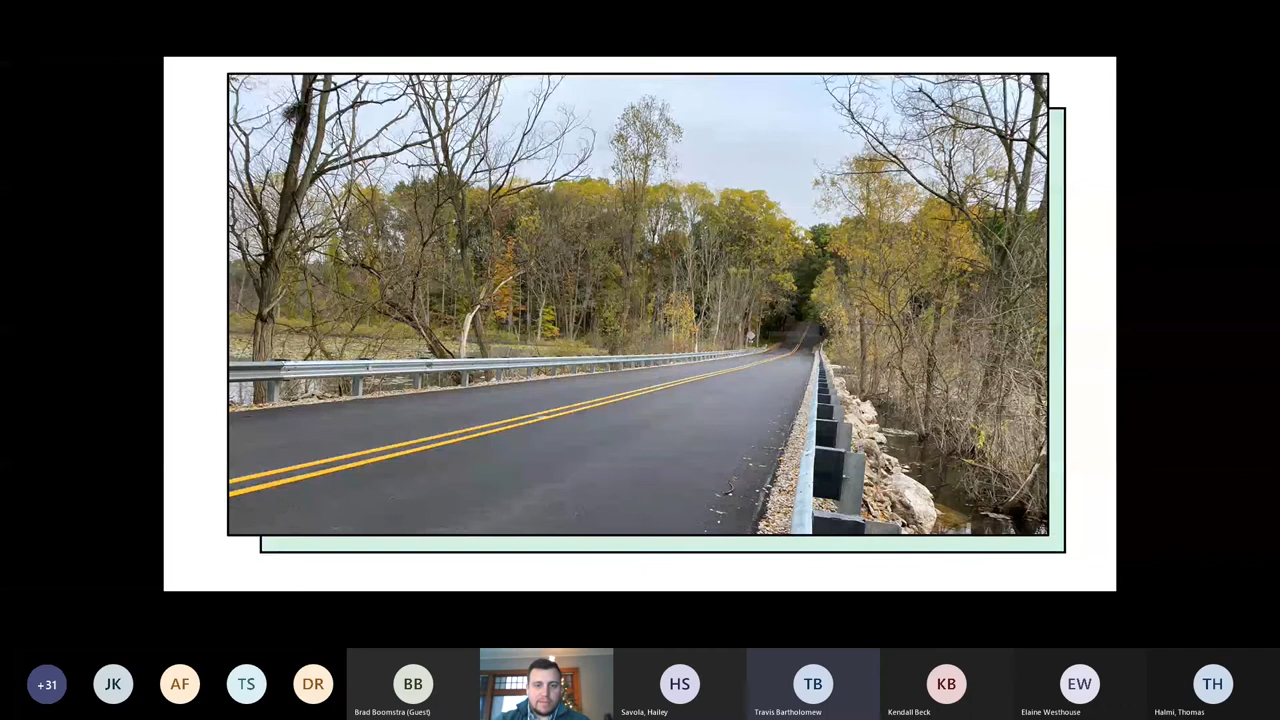 +31
JK
AF
TS
DR
BB
HS
TB
KB
EW
TH
Brad Boomstra (Guest)
Savola, Hailey
Travis Bartholomew
Kendall Beck
Elaine Westhouse
Halmi, Thomas